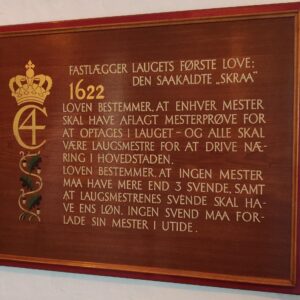 FASTLÆGGER LAUGETS FØRSTE LOVE:
DEN SAAKALDTE „SKRAA"
1622
LOVEN BESTEMMER, AT ENHVER MESTER
SKAL HAVE AFLAGT MESTERPRØVE FOR
AT OPTAGES I LAUGET - OG ALLE SKAL
VÆRE LAUGSMESTRE FOR AT DRIVE NÆ-
RING I HOVEDSTADEN.
LOVEN BESTEMMER, AT INGEN MESTER
MAA HAVE MERE END 3 SVENDE, SAMT
AT LAUGSMESTRENES SVENDE SKAL HA-
VE ENS LØN. INGEN SVEND MAA FOR-
LADE SIN MESTER I UTIDE.
C4